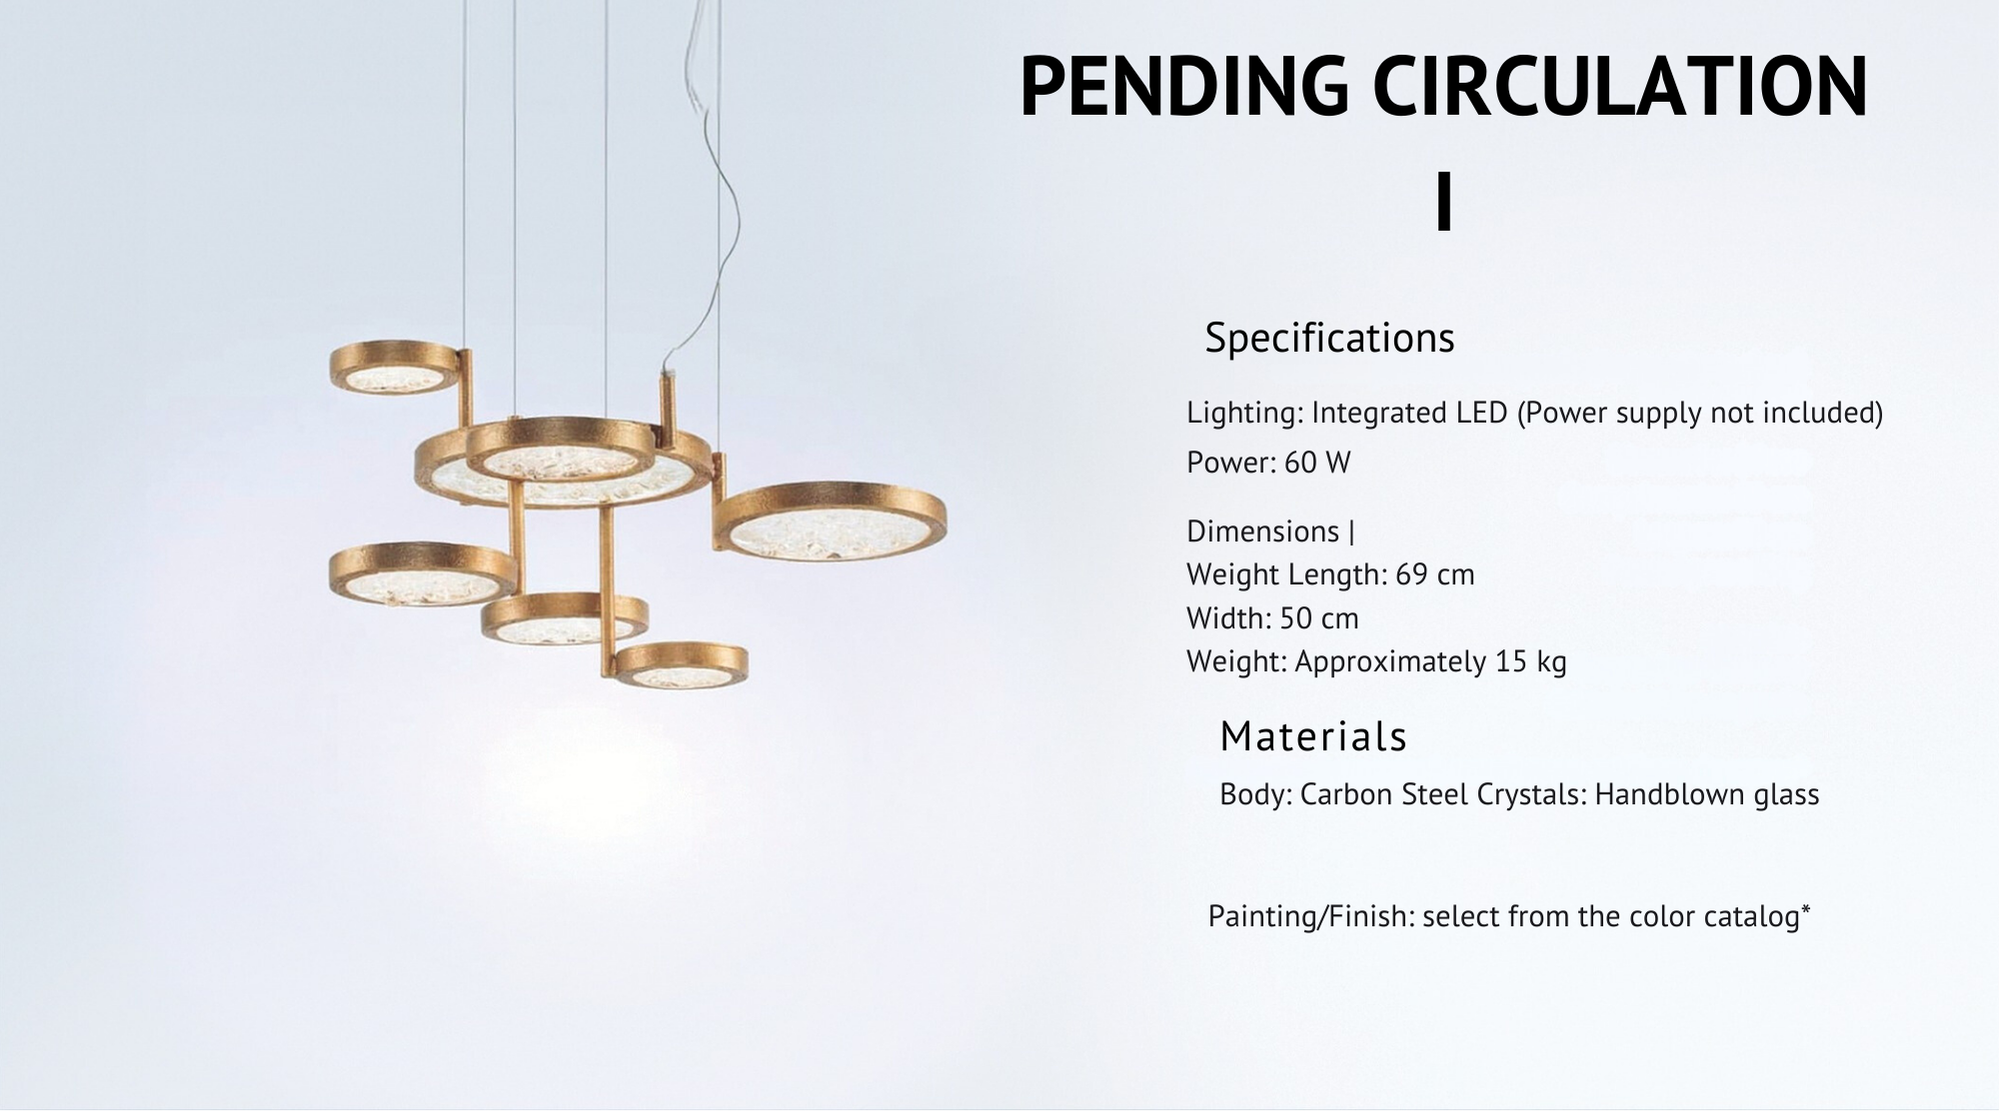 PENDING CIRCULATION
I
Specifications
Lighting: Integrated LED (Power supply not included)
Power: 60 W
Dimensions |
Weight Length: 69 cm
Width: 50 cm
Weight: Approximately 15 kg
Materials
Body: Carbon Steel Crystals: Handblown glass
Painting/Finish: select from the color catalog*